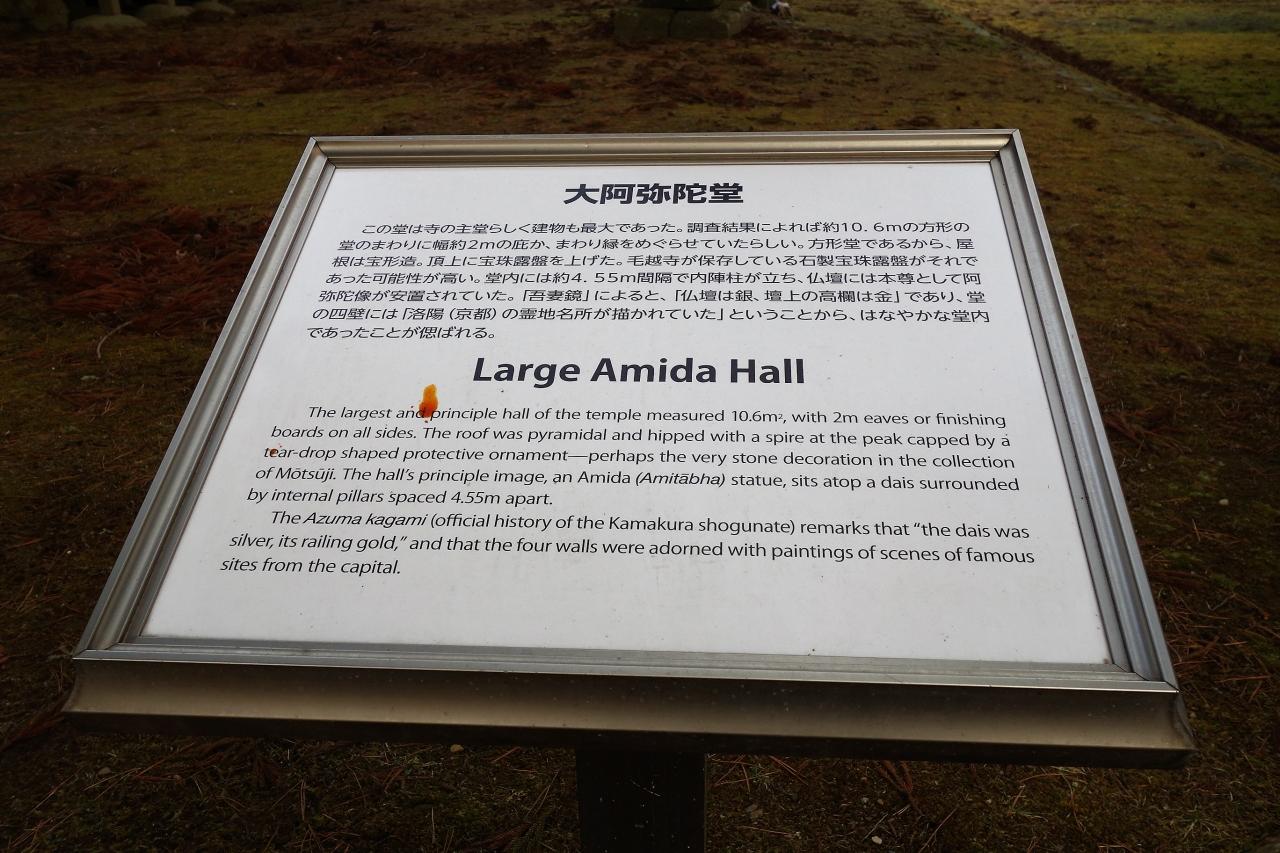 大阿弥陀堂
この堂は寺の主堂らしく建物も最大であった。調査結果によれば約10. 6mの方形の
堂のまわりに幅約2mの庇か、まわり縁をめぐらせていたらしい。方形堂であるから、屋
根は宝形造。頂上に宝珠露盤を上げた。毛越寺が保存している石製宝珠露盤がそれで
あった可能性が高い。堂内には約4. 55m間隔で内陣柱が立ち、仏壇には本尊として阿
弥陀像が安置されていた。「吾妻鏡」によると、「仏壇は銀、壇上の高欄は金」であり、堂
の四壁には「洛陽（京都）の霊地名所が描かれていた」ということから、はなやかな堂内
であったことが偲ばれる。
Large Amida Hall
The largest and principle hall of the temple measured 10.6m², with 2m eaves or finishing
boards on all sides. The roof was pyramidal and hipped with a spire at the peak capped by a
tear-drop shaped protective ornament—perhaps the very stone decoration in the collection
of Mōtsūji. The hall's principle image, an Amida (Amitābha) statue, sits atop a dais surrounded
by internal pillars spaced 4.55m apart.
The Azuma kagami (official history of the Kamakura shogunate) remarks that “the dais was
silver, its railing gold,” and that the four walls were adorned with paintings of scenes of famous
sites from the capital.